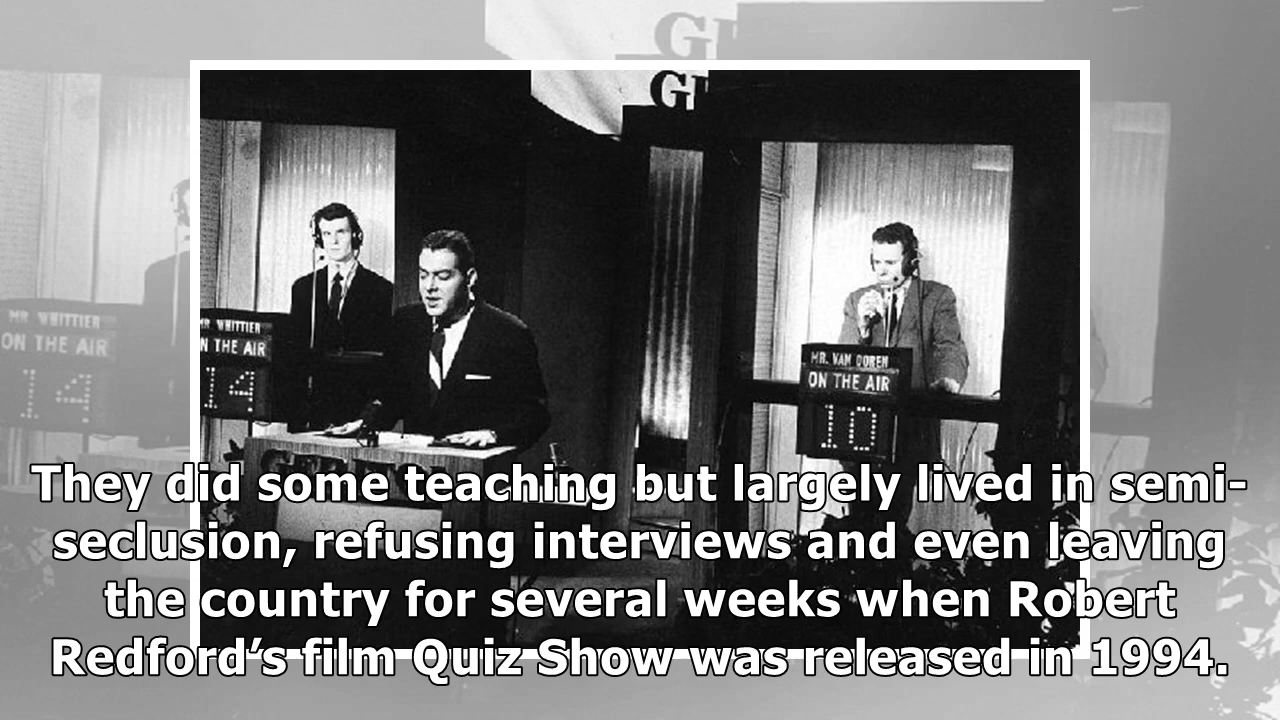 MR WHITTIER
ON THE AIR
14
MR. WHITTIER
N THE AIR
14
MR. VAN DOREN
ON THE AIR
10
They did some teaching but largely lived in semi-
seclusion, refusing interviews and even leaving
the country for several weeks when Robert
Redford’s film Quiz Show was released in 1994.